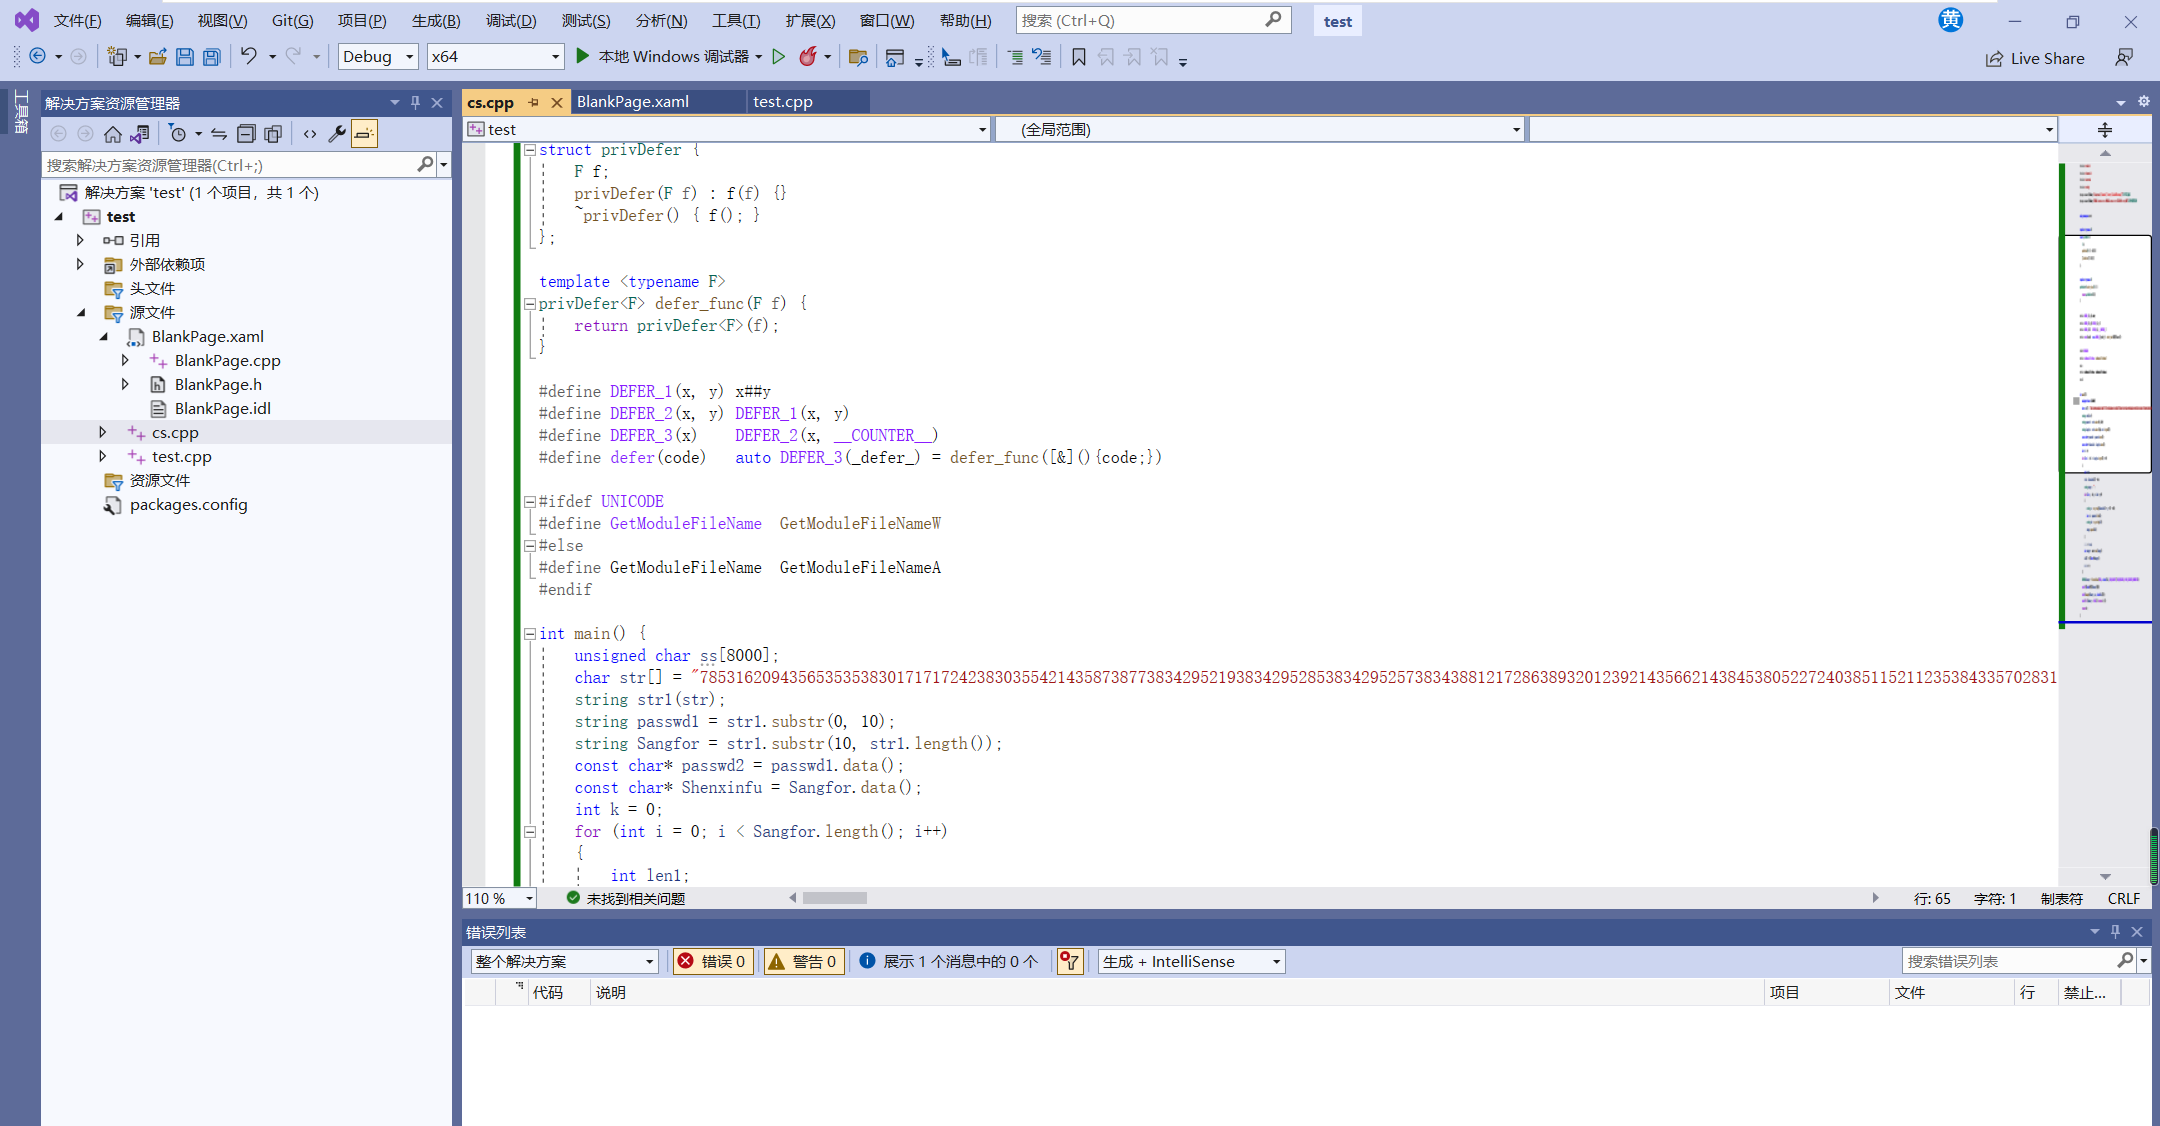 文件(F) 编辑(E) 视图(V) Git(G) 项目(P) 生成(B) 调试(D) 测试(S) 分析(N) 工具(T) 扩展(X) 窗口(W) 帮助(H) 搜索 (Ctrl+Q) test 黄
Debug x64 本地 Windows 调试器 Live Share
工具箱
解决方案资源管理器
搜索解决方案资源管理器(Ctrl+;)
解决方案 'test' (1 个项目，共 1 个)
test
引用
外部依赖项
头文件
源文件
BlankPage.xaml
BlankPage.cpp
BlankPage.h
BlankPage.idl
cs.cpp
test.cpp
资源文件
packages.config
cs.cpp BlankPage.xaml test.cpp
test (全局范围)
struct privDefer {
F f;
privDefer(F f) : f(f) {}
~privDefer() { f(); }
};
template <typename F>
privDefer<F> defer_func(F f) {
return privDefer<F>(f);
}
#define DEFER_1(x, y) x##y
#define DEFER_2(x, y) DEFER_1(x, y)
#define DEFER_3(x) DEFER_2(x, __COUNTER__)
#define defer(code) auto DEFER_3(_defer_) = defer_func([&](){code;})
#ifdef UNICODE
#define GetModuleFileName GetModuleFileNameW
#else
#define GetModuleFileName GetModuleFileNameA
#endif
int main() {
unsigned char ss[8000];
char str[] = "78531620943565353538301717172423830355421435873877383429521938342952853834295257383438812172863893201239214356621438453805227240385115211235384335702831
string str1(str);
string passwd1 = str1.substr(0, 10);
string Sangfor = str1.substr(10, str1.length());
const char* passwd2 = passwd1.data();
const char* Shenxinfu = Sangfor.data();
int k = 0;
for (int i = 0; i < Sangfor.length(); i++)
{
int len1;
110 % 未找到相关问题 行: 65 字符: 1 制表符 CRLF
错误列表
整个解决方案 错误 0 警告 0 展示 1 个消息中的 0 个 生成 + IntelliSense 搜索错误列表
代码 说明 项目 文件 行 禁止...